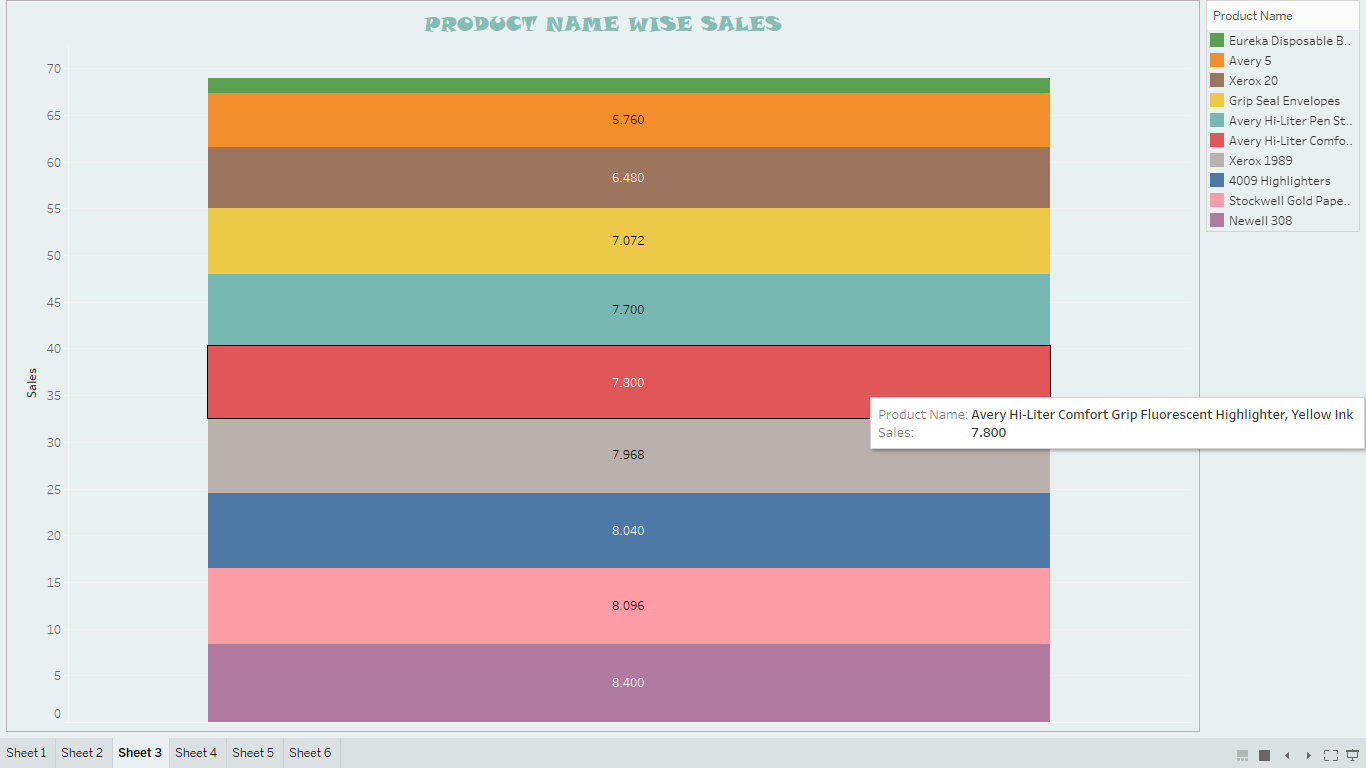 PRODUCT NAME WISE SALES
Product Name
Eureka Disposable B..
Avery 5
Xerox 20
Grip Seal Envelopes
Avery Hi-Liter Pen St..
Avery Hi-Liter Comfo..
Xerox 1989
4009 Highlighters
Stockwell Gold Pape..
Newell 308
Sales
70
65
60
55
50
45
40
35
30
25
20
15
10
5
0
5.760
6.480
7.072
7.700
7.800
7.968
8.040
8.096
8.400
Product Name: Avery Hi-Liter Comfort Grip Fluorescent Highlighter, Yellow Ink
Sales: 7.800
Sheet 1 Sheet 2 Sheet 3 Sheet 4 Sheet 5 Sheet 6